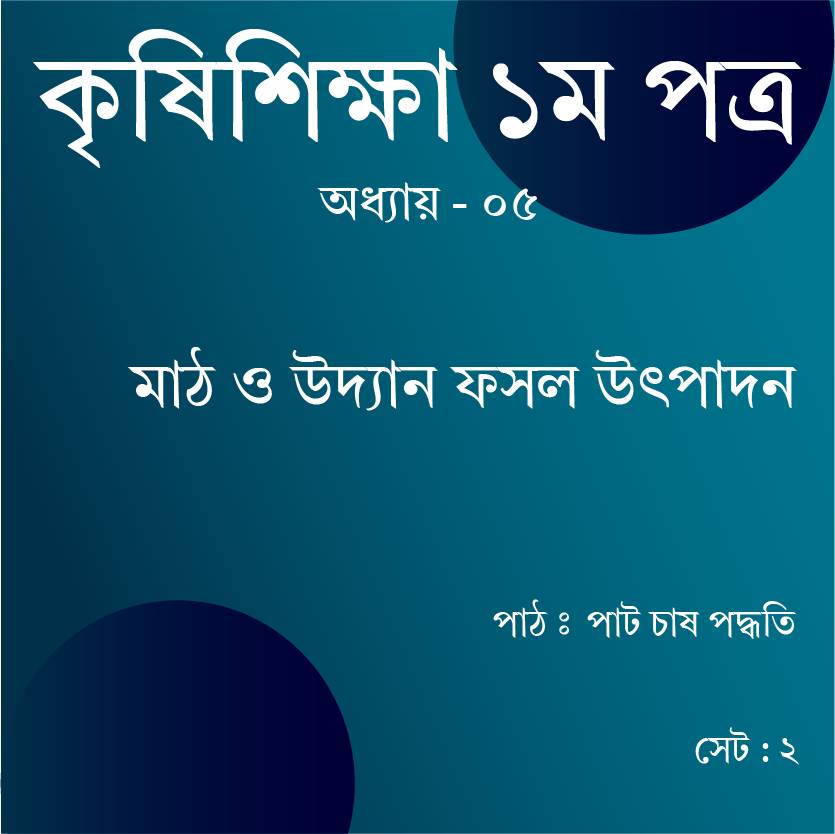 কৃষিশিক্ষা ১ম পত্র
অধ্যায় - ০৫
মাঠ ও উদ্যান ফসল উৎপাদন
পাঠ ঃ পাট চাষ পদ্ধতি
সেট : ২